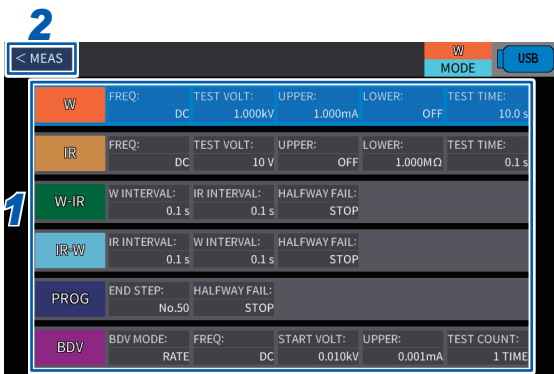 2
< MEAS
W
MODE
USB
1
W
FREQ: TEST VOLT: UPPER: LOWER: TEST TIME:
DC 1.000kV 1.000mA OFF 10.0 s
IR
FREQ: TEST VOLT: UPPER: LOWER: TEST TIME:
DC 10 V OFF 1.000MΩ 0.1 s
W-IR
W INTERVAL: IR INTERVAL: HALFWAY FAIL:
0.1 s 0.1 s STOP
IR-W
IR INTERVAL: W INTERVAL: HALFWAY FAIL:
0.1 s 0.1 s STOP
PROG
END STEP: HALFWAY FAIL:
No.50 STOP
BDV
BDV MODE: FREQ: START VOLT: UPPER: TEST COUNT:
RATE DC 0.010kV 0.001mA 1 TIME